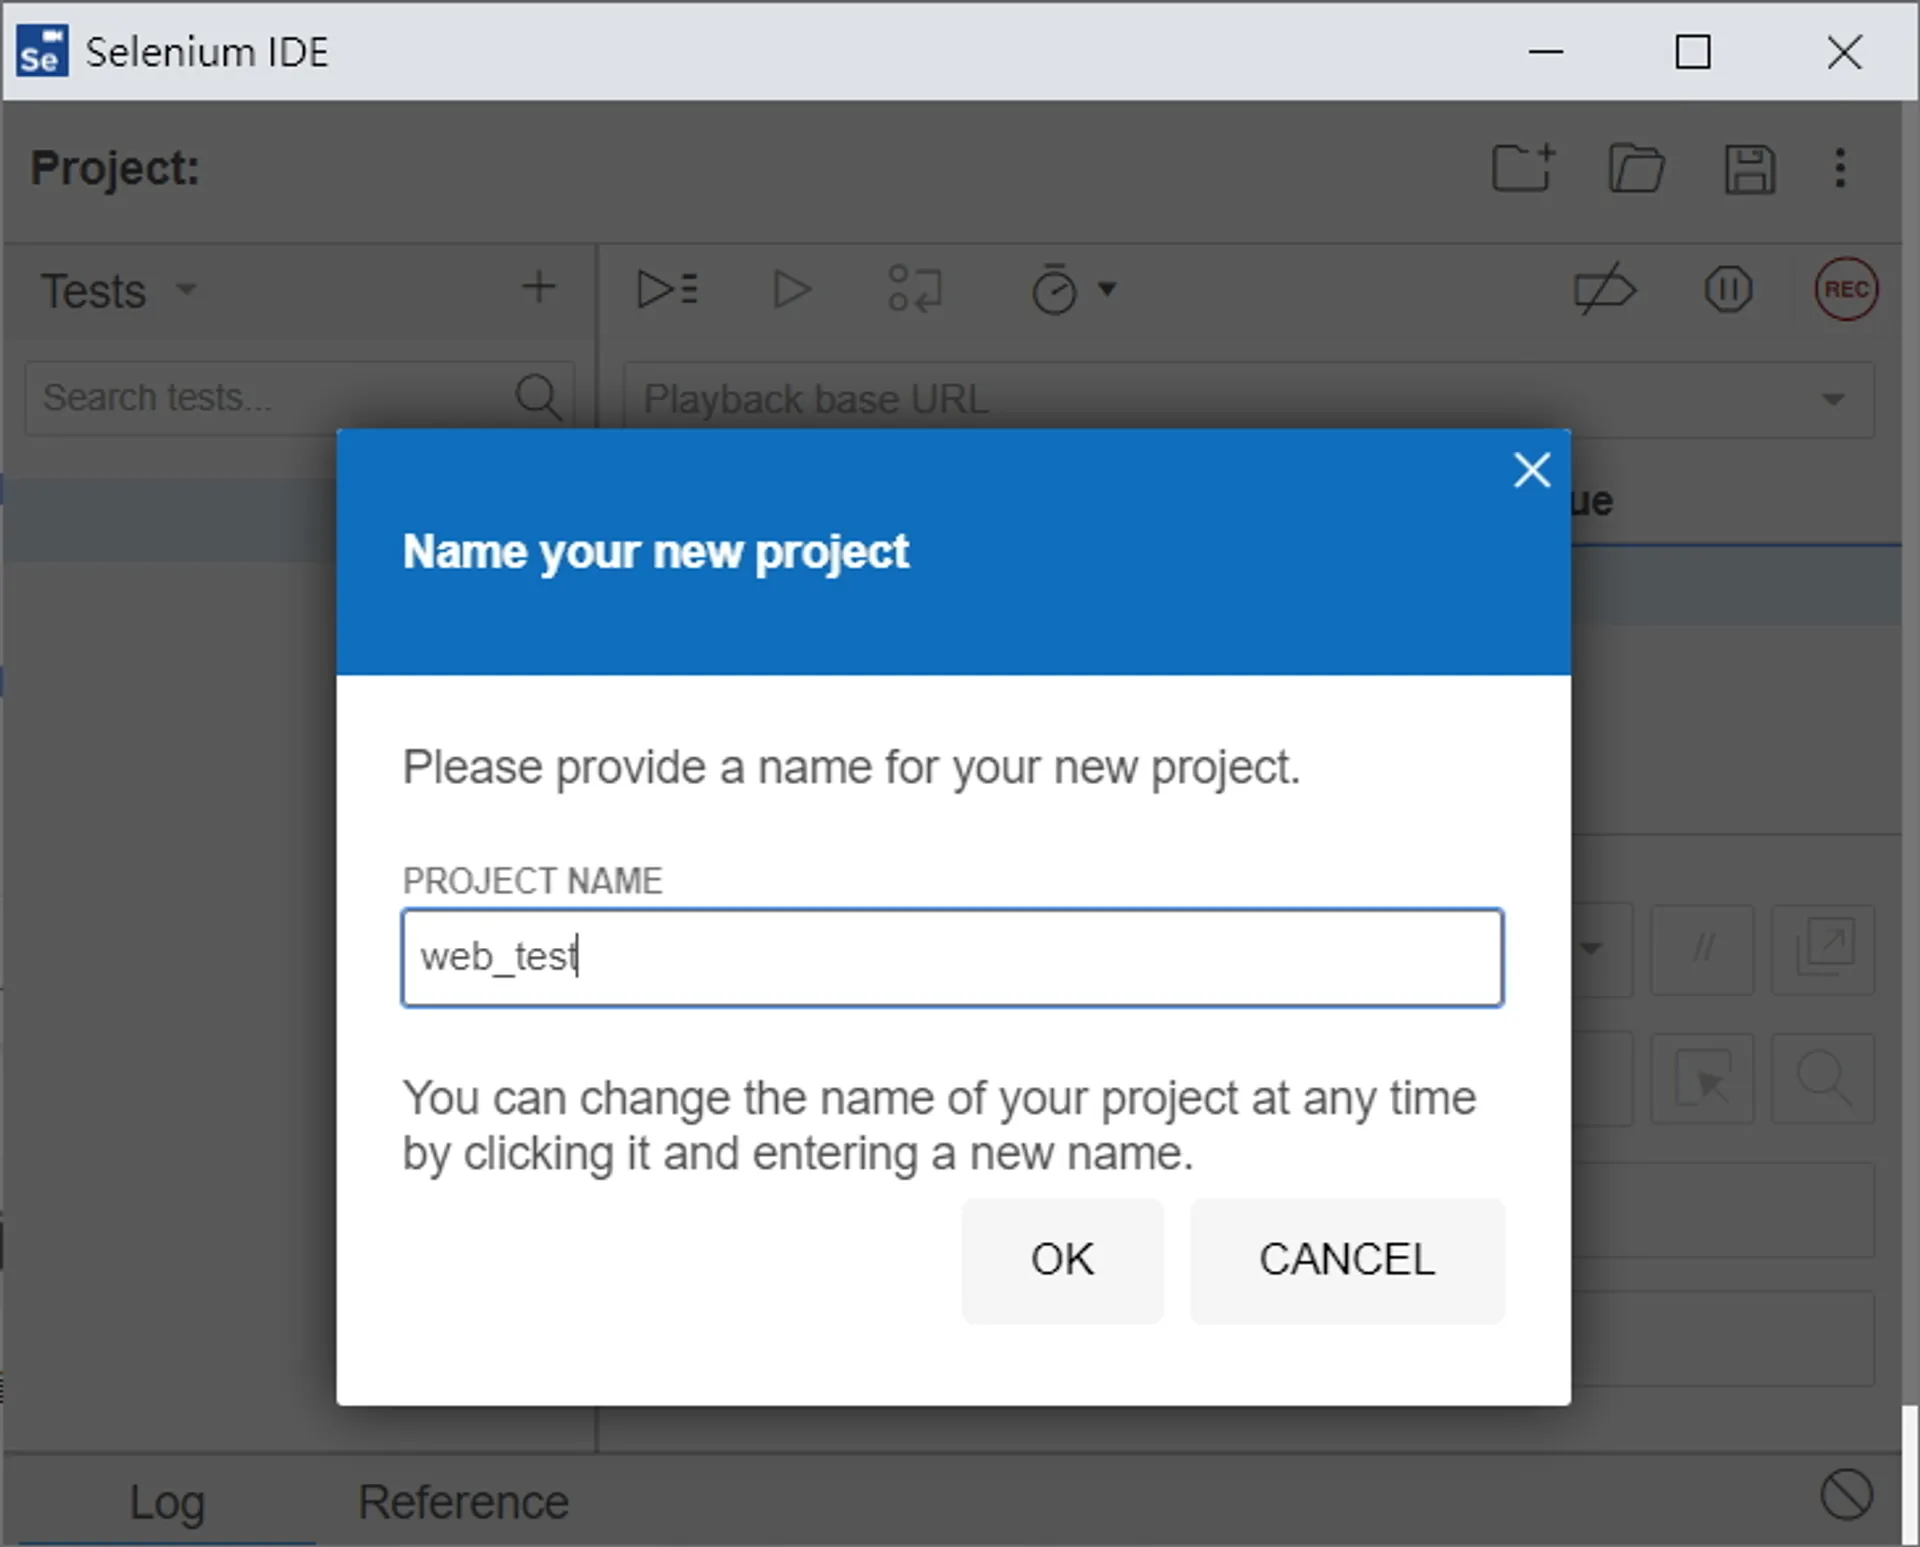 Se Selenium IDE
Project:
Tests
REC
Search tests...
Playback base URL
ue
Name your new project
Please provide a name for your new project.
PROJECT NAME
web_test
//
You can change the name of your project at any time
by clicking it and entering a new name.
OK CANCEL
Log Reference